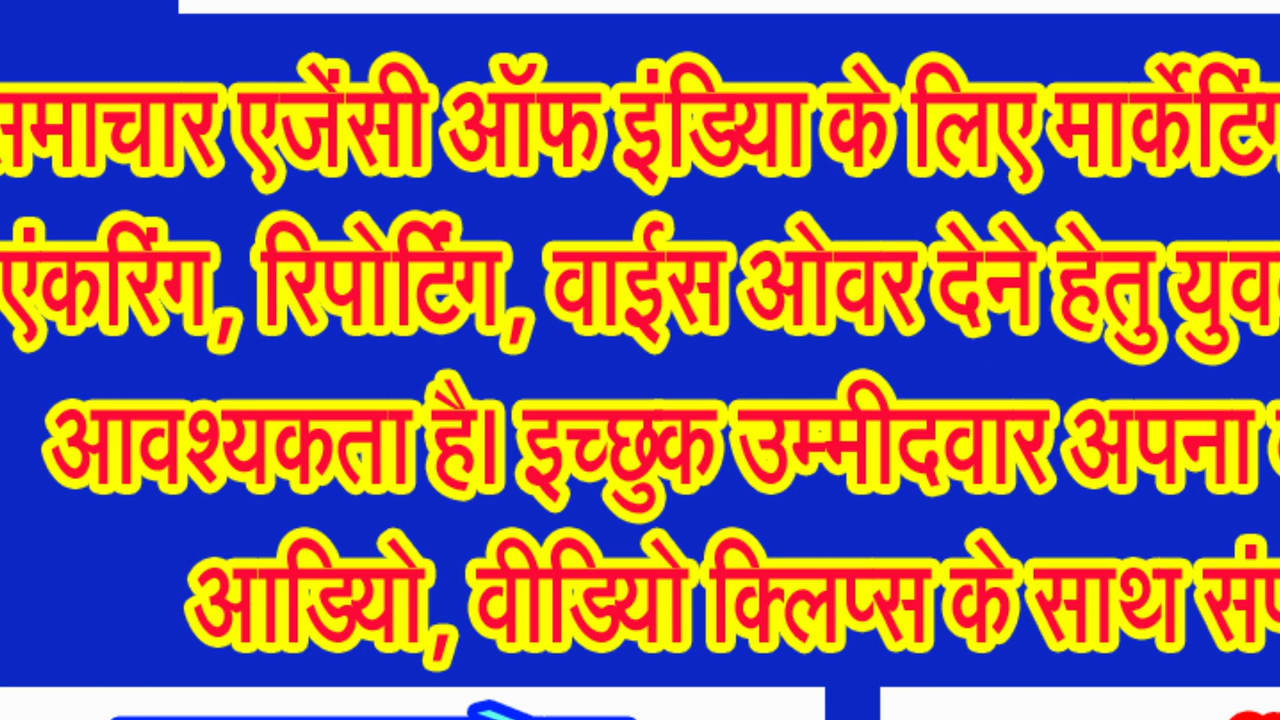 समाचार एजेंसी ऑफ इंडिया के लिए मार्केटिंग
एंकरिंग, रिपोर्टिंग, वाईस ओवर देने हेतु
आवश्यकता है। इच्छुक उम्मीदवार अपना
आडियो, वीडियो क्लिप्स के साथ